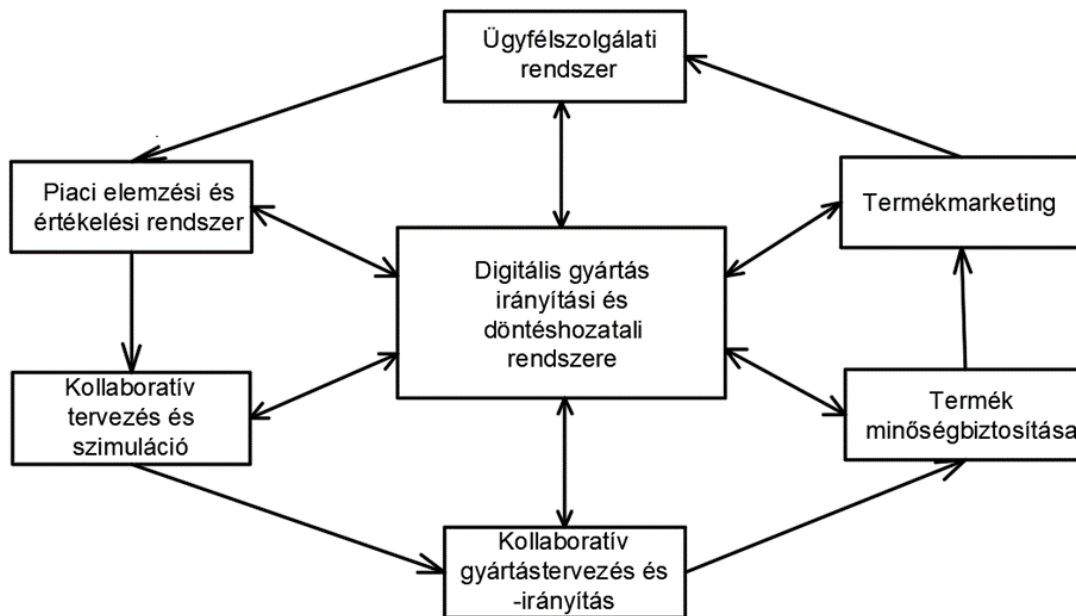 Ügyfélszolgálati
rendszer
Piaci elemzési és
értékelési rendszer
Termékmarketing
Digitális gyártás
irányítási és
döntéshozatali
rendszere
Kollaboratív
tervezés és
szimuláció
Termék
minőségbiztosítása
Kollaboratív
gyártástervezés és
-irányítás